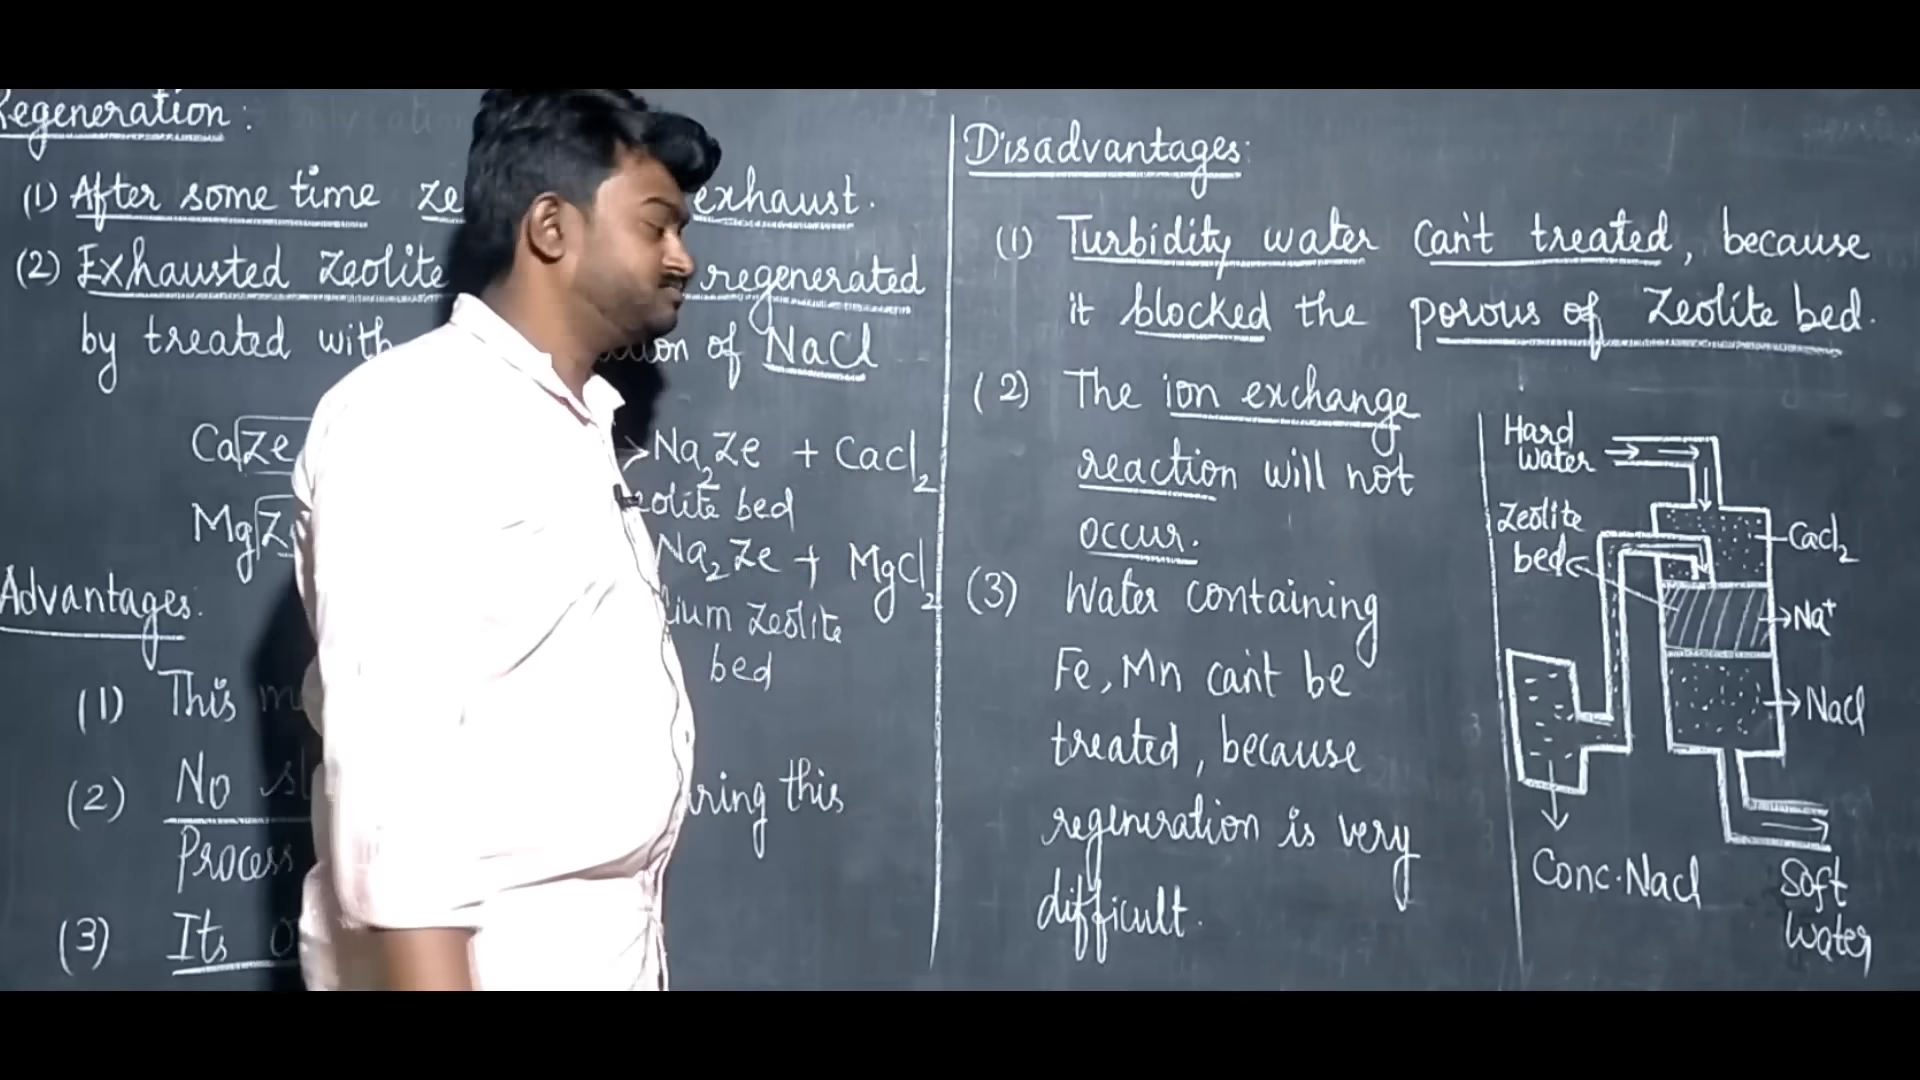 Regeneration:
(1) After some time exhaust.
(2) Exhausted Zeolite regenerated
by treated with of NaCl
Ca Ze Na2Ze + Cacl2
bed
Mg Na2Ze + MgCl2
Zeolite
bed
Advantages:
(1) This
(2) No during this
Process
(3) Its
Disadvantages:
(1) Turbidity water can't treated, because
it blocked the porous of Zeolite bed.
(2) The ion exchange
reaction will not
occur.
(3) Water containing
Fe, Mn can't be
treated, because
regeneration is very
difficult.
Hard
water
Zeolite
bed
Cacl2
Na+
Nacl
Conc. Nacl
Soft
water